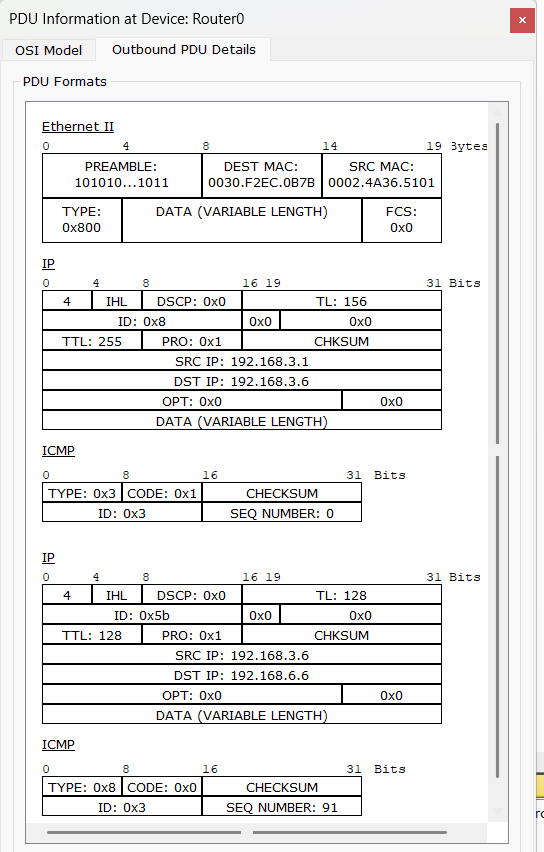 PDU Information at Device: Router0
OSI Model Outbound PDU Details
PDU Formats
Ethernet II
0 4 8 14 19 Bytes
PREAMBLE: DEST MAC: SRC MAC:
101010...1011 0030.F2EC.0B7B 0002.4A36.5101
TYPE: DATA (VARIABLE LENGTH) FCS:
0x800 0x0
IP
0 4 8 16 19 31 Bits
4 IHL DSCP: 0x0 TL: 156
ID: 0x8 0x0 0x0
TTL: 255 PRO: 0x1 CHKSUM
SRC IP: 192.168.3.1
DST IP: 192.168.3.6
OPT: 0x0 0x0
DATA (VARIABLE LENGTH)
ICMP
0 8 16 31 Bits
TYPE: 0x3 CODE: 0x1 CHECKSUM
ID: 0x3 SEQ NUMBER: 0
IP
0 4 8 16 19 31 Bits
4 IHL DSCP: 0x0 TL: 128
ID: 0x5b 0x0 0x0
TTL: 128 PRO: 0x1 CHKSUM
SRC IP: 192.168.3.6
DST IP: 192.168.6.6
OPT: 0x0 0x0
DATA (VARIABLE LENGTH)
ICMP
0 8 16 31 Bits
TYPE: 0x8 CODE: 0x0 CHECKSUM
ID: 0x3 SEQ NUMBER: 91